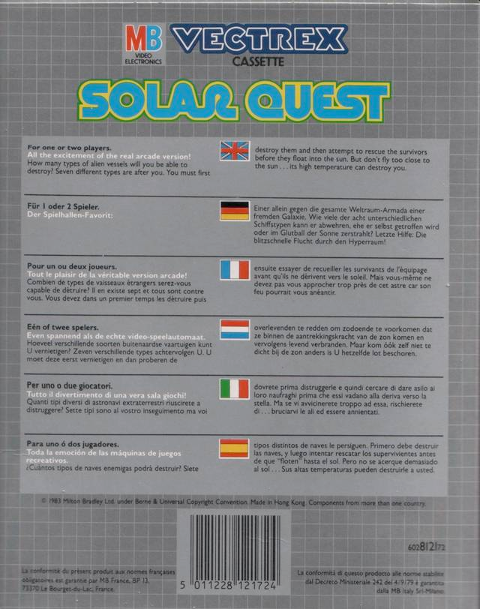 MB
VIDEO
ELECTRONICS
VECTREX
CASSETTE
SOLAR QUEST
For one or two players.
All the excitement of the real arcade version!
How many types of alien vessels will you be able to
destroy? Seven different types are after you. You must first
destroy them and then attempt to rescue the survivors
before they float into the sun. But don't fly too close to
the sun . . . its high temperature can destroy you.
Für 1 oder 2 Spieler.
Der Spielhallen-Favorit:
Einer allein gegen die gesamte Weltraum-Armada einer
fremden Galaxie. Wie viele der acht unterschiedlichen
Schiffstypen kann er abwehren, ehe er selbst getroffen wird
oder im Glutball der Sonne zerstrahlt? Letzte Hilfe: Die
blitzschnelle Flucht durch den Hyperraum!
Pour un ou deux joueurs.
Tout le plaisir de la véritable version arcade!
Combien de types de vaisseaux étrangers serez-vous
capable de détruire? Il en existe sept et tous sont contre
vous. Vous devez dans un premier temps les détruire puis
ensuite essayer de recueillir les survivants de l'équipage
avant qu'ils ne dérivent vers le soleil. Mais vous-même ne
devez pas vous approcher trop près de cet astre car son
feu pourrait vous anéantir.
Eén of twee spelers.
Even spannend als de echte video-speelautomaat.
Hoeveel verschillende soorten buitenaardse vaartuigen kunt
U vernietigen? Zeven verschillende types achtervolgen U. U
moet deze eerst vernietigen en dan proberen de
overlevenden te redden om zodoende te voorkomen dat
ze binnen de aantrekkingskracht van de zon komen en
vervolgens levend verbranden. Maar kom óók zelf niet te
dicht bij de zon anders is U hetzelfde lot beschoren.
Per uno o due giocatori.
Tutto il divertimento di una vera sala giochi!
Quanti tipi diversi di astronavi extraterrestri riuscirete a
distruggere? Sette tipi sono al vostro inseguimento ma voi
dovrete prima distruggerle e quindi cercare di dare asilo ai
loro naufraghi prima che essi vadano alla deriva verso la
stella. Ma se vi avvicinerete troppo ad essa, rischierete
di . . . bruciarvi le ali ed essere annientati.
Para uno ó dos jugadores.
Toda la emoción de las máquinas de juegos
recreativos.
¿Cuántos tipos de naves enemigas podrá destruir? Siete
tipos distintos de naves le persiguen. Primero debe destruir
las naves, y luego intentar rescatar los supervivientes antes
de que "floten" hasta el sol. Pero no se acerque demasiado
al sol . . . Sus altas temperaturas pueden destruirle a usted.
© 1983 Milton Bradley Ltd. under Berne & Universal Copyright Convention. Made in Hong Kong. Components from more than one country.
602812172
La conformité du présent produit aux normes françaises
obligatoires est garantie par MB France, BP 13,
73370 Le Bourget-du-Lac, France.
5 011228 121724
La conformità di questo prodotto alle norme stabilite
dal Decreto Ministeriale 242 del 4/9/79 è garantita
da MB Italy Srl-Milano.